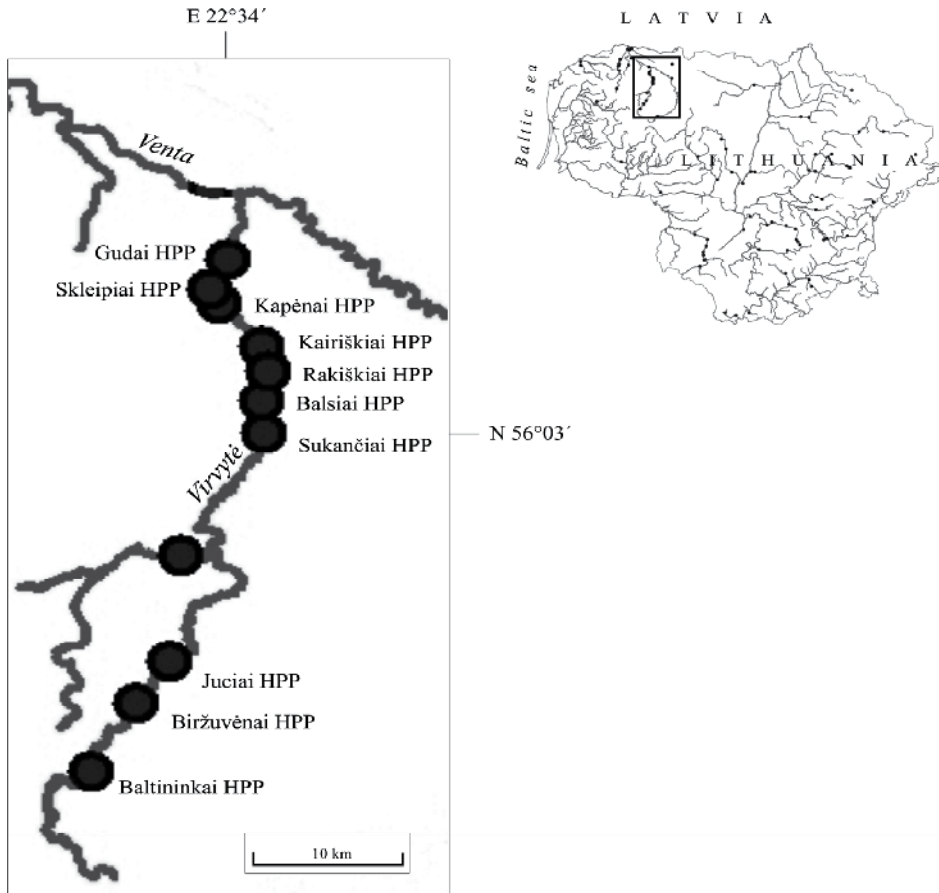 E 22°34´
L A T V I A
Baltic sea
L I T H U A N I A
Venta
Gudai HPP
Skleipiai HPP
Kapėnai HPP
Kairiškiai HPP
Rakiškiai HPP
Balsiai HPP
N 56°03´
Sukančiai HPP
Virvytė
Juciai HPP
Biržuvėnai HPP
Baltininkai HPP
10 km